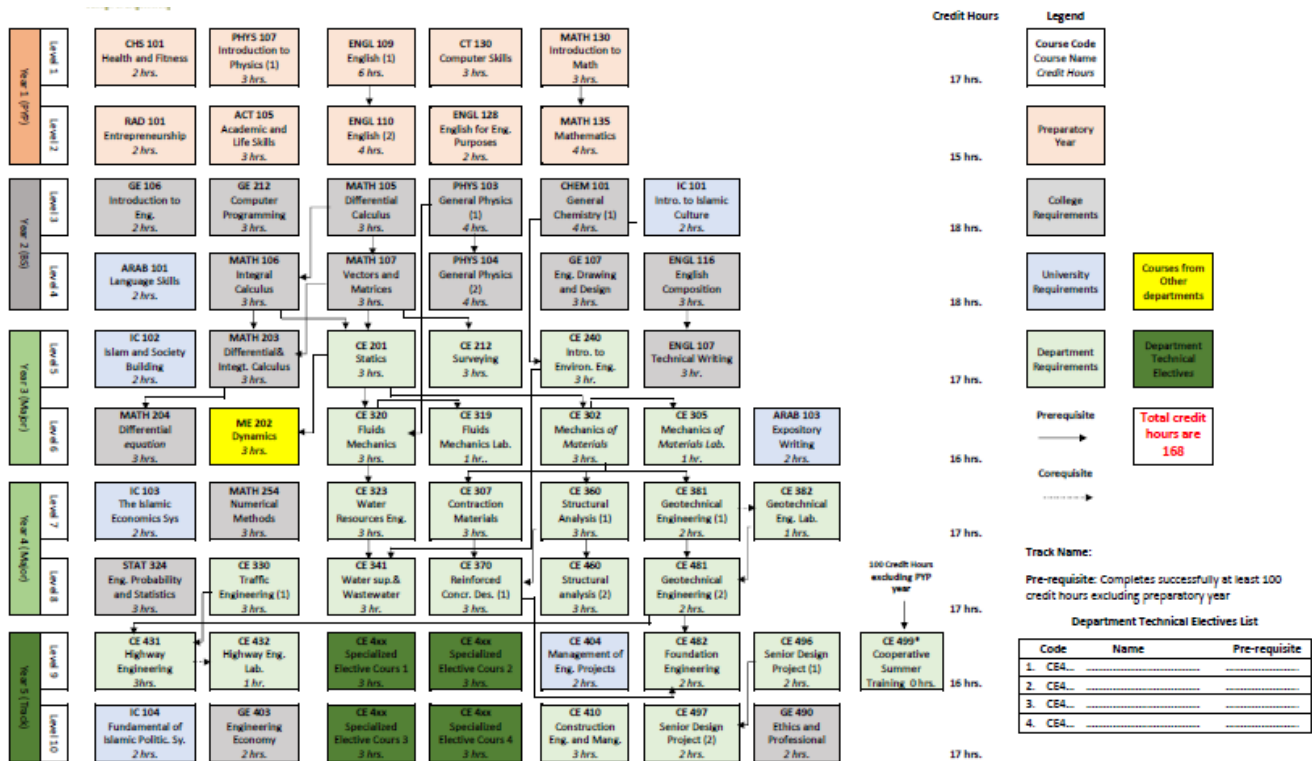 Credit Hours
Legend
Year 1 (PYP)
Level 1
CHS 101
Health and Fitness
2 hrs.
PHYS 107
Introduction to
Physics (1)
3 hrs.
ENGL 109
English (1)
6 hrs.
CT 130
Computer Skills
3 hrs.
MATH 130
Introduction to
Math
3 hrs.
17 hrs.
Course Code
Course Name
Credit Hours
Level 2
RAD 101
Entrepreneurship
2 hrs.
ACT 105
Academic and
Life Skills
3 hrs.
ENGL 110
English (2)
4 hrs.
ENGL 128
English for Eng.
Purposes
2 hrs.
MATH 135
Mathematics
4 hrs.
15 hrs.
Preparatory
Year
Year 2 (BS)
Level 3
GE 106
Introduction to
Eng.
2 hrs.
GE 212
Computer
Programming
3 hrs.
MATH 105
Differential
Calculus
3 hrs.
PHYS 103
General Physics
(1)
4 hrs.
CHEM 101
General
Chemistry (1)
4 hrs.
IC 101
Intro. to Islamic
Culture
2 hrs.
18 hrs.
College
Requirements
Level 4
ARAB 101
Language Skills
2 hrs.
MATH 106
Integral
Calculus
3 hrs.
MATH 107
Vectors and
Matrices
3 hrs.
PHYS 104
General Physics
(2)
4 hrs.
GE 107
Eng. Drawing
and Design
3 hrs.
ENGL 116
English
Composition
3 hrs.
18 hrs.
University
Requirements
Courses from
Other
departments
Year 3 (Major)
Level 5
IC 102
Islam and Society
Building
2 hrs.
MATH 203
Differential&
Integt. Calculus
3 hrs.
CE 201
Statics
3 hrs.
CE 212
Surveying
3 hrs.
CE 240
Intro. to
Environ. Eng.
3 hr.
ENGL 107
Technical Writing
3 hr.
17 hrs.
Department
Requirements
Department
Technical
Electives
Level 6
MATH 204
Differential
equation
3 hrs.
ME 202
Dynamics
3 hrs.
CE 320
Fluids
Mechanics
3 hrs.
CE 319
Fluids
Mechanics Lab.
1 hr..
CE 302
Mechanics of
Materials
3 hrs.
CE 305
Mechanics of
Materials Lab.
1 hr.
ARAB 103
Expository
Writing
2 hrs.
16 hrs.
Prerequisite
Corequisite
Total credit
hours are
168
Year 4 (Major)
Level 7
IC 103
The Islamic
Economics Sys
2 hrs.
MATH 254
Numerical
Methods
3 hrs.
CE 323
Water
Resources Eng.
3 hrs.
CE 307
Contraction
Materials
3 hrs.
CE 360
Structural
Analysis (1)
3 hrs.
CE 381
Geotechnical
Engineering (1)
2 hrs.
CE 382
Geotechnical
Eng. Lab.
1 hrs.
17 hrs.
Level 8
STAT 324
Eng. Probability
and Statistics
3 hrs.
CE 330
Traffic
Engineering (1)
3 hrs.
CE 341
Water sup.&
Wastewater
3 hr.
CE 370
Reinforced
Concr. Des. (1)
3 hrs.
CE 460
Structural
analysis (2)
3 hrs.
CE 481
Geotechnical
Engineering (2)
2 hrs.
100 Credit Hours
excluding PYP
year
17 hrs.
Track Name:
Pre-requisite: Completes successfully at least 100
credit hours excluding preparatory year
Year 5 (Track)
Level 9
CE 431
Highway
Engineering
3hrs.
CE 432
Highway Eng.
Lab.
1 hr.
CE 4xx
Specialized
Elective Cours 1
3 hrs.
CE 4xx
Specialized
Elective Cours 2
3 hrs.
CE 404
Management of
Eng. Projects
2 hrs.
CE 482
Foundation
Engineering
2 hrs.
CE 496
Senior Design
Project (1)
2 hrs.
CE 499*
Cooperative
Summer
Training 0 hrs.
16 hrs.
Level 10
IC 104
Fundamental of
Islamic Politic. Sy.
2 hrs.
GE 403
Engineering
Economy
2 hrs.
CE 4xx
Specialized
Elective Cours 3
3 hrs.
CE 4xx
Specialized
Elective Cours 4
3 hrs.
CE 410
Construction
Eng. and Mang.
3 hrs.
CE 497
Senior Design
Project (2)
2 hrs.
GE 490
Ethics and
Professional
2 hrs.
17 hrs.
Department Technical Electives List
Code Name Pre-requisite
1. CE4... ........ ........
2. CE4... ........ ........
3. CE4... ........ ........
4. CE4... ........ ........